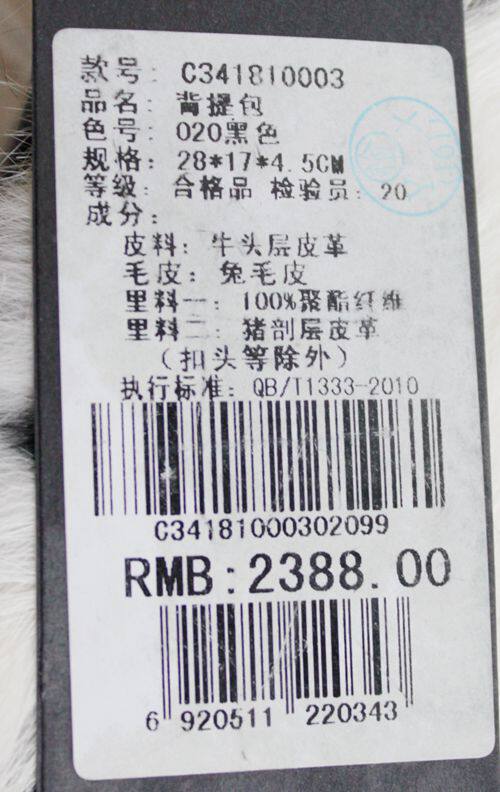 款号: C341810003
品名: 背提包
色号: 020黑色
规格: 28*17*4.5CM
等级: 合格品 检验员: 20
成分:
皮料: 牛头层皮革
毛皮: 兔毛皮
里料一: 100%聚酯纤维
里料二: 猪剖层皮革
(扣头等除外)
执行标准: QB/T1333-2010
C34181000302099
RMB:2388.00
6 920511 220343